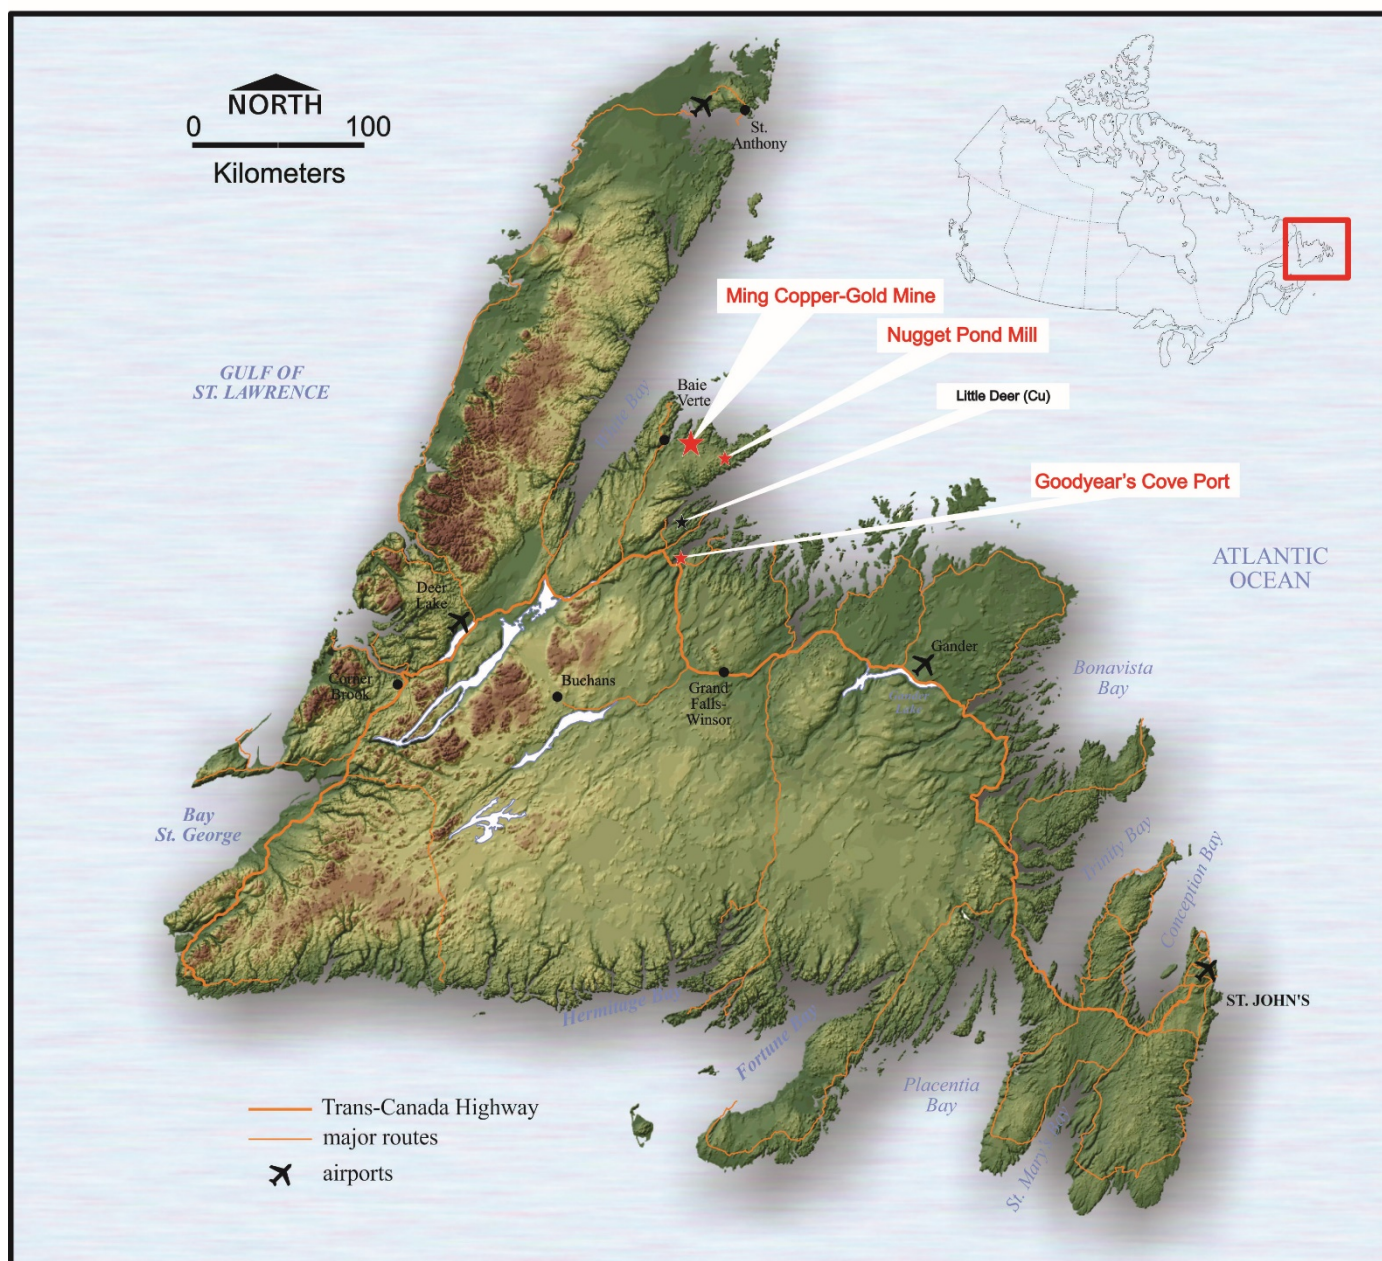 NORTH
0 100
Kilometers
St.
Anthony
Ming Copper-Gold Mine
Nugget Pond Mill
GULF OF
ST. LAWRENCE
Baie
Verte
Little Deer (Cu)
Goodyear's Cove Port
ATLANTIC
OCEAN
Deer
Lake
Gander
Bonavista
Bay
Corner
Brook
Buchans
Grand
Falls-
Winsor
Lake
Bay
St. George
Trinity Bay
Conception Bay
Hermitage Bay
Fortune Bay
ST. JOHN'S
Placentia
Bay
Trans-Canada Highway
major routes
airports